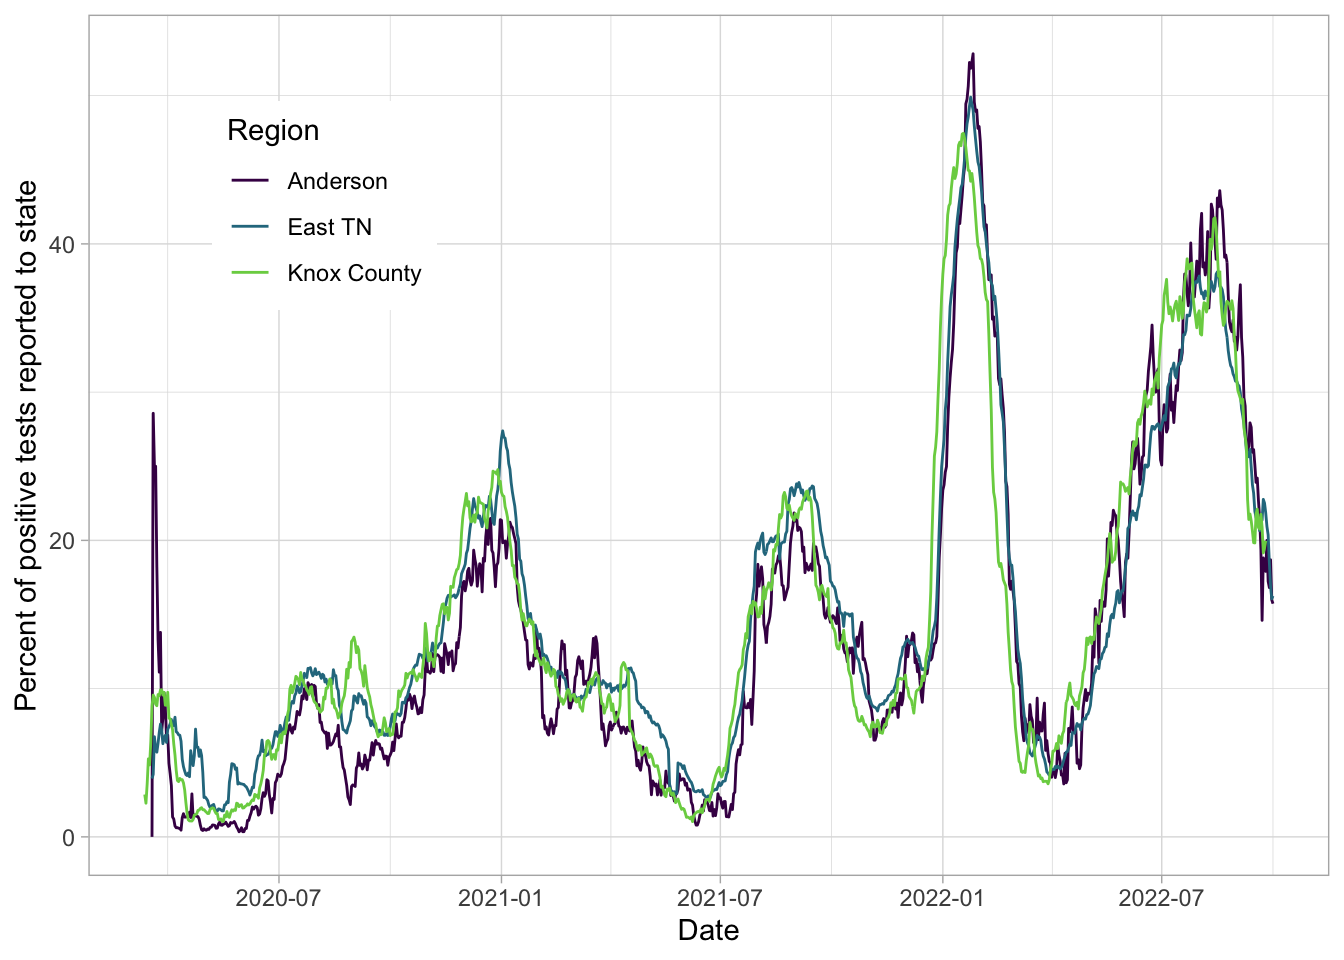 Percent of positive tests reported to state
40
20
0
Region
Anderson
East TN
Knox County
2020-07
2021-01
2021-07
2022-01
2022-07
Date